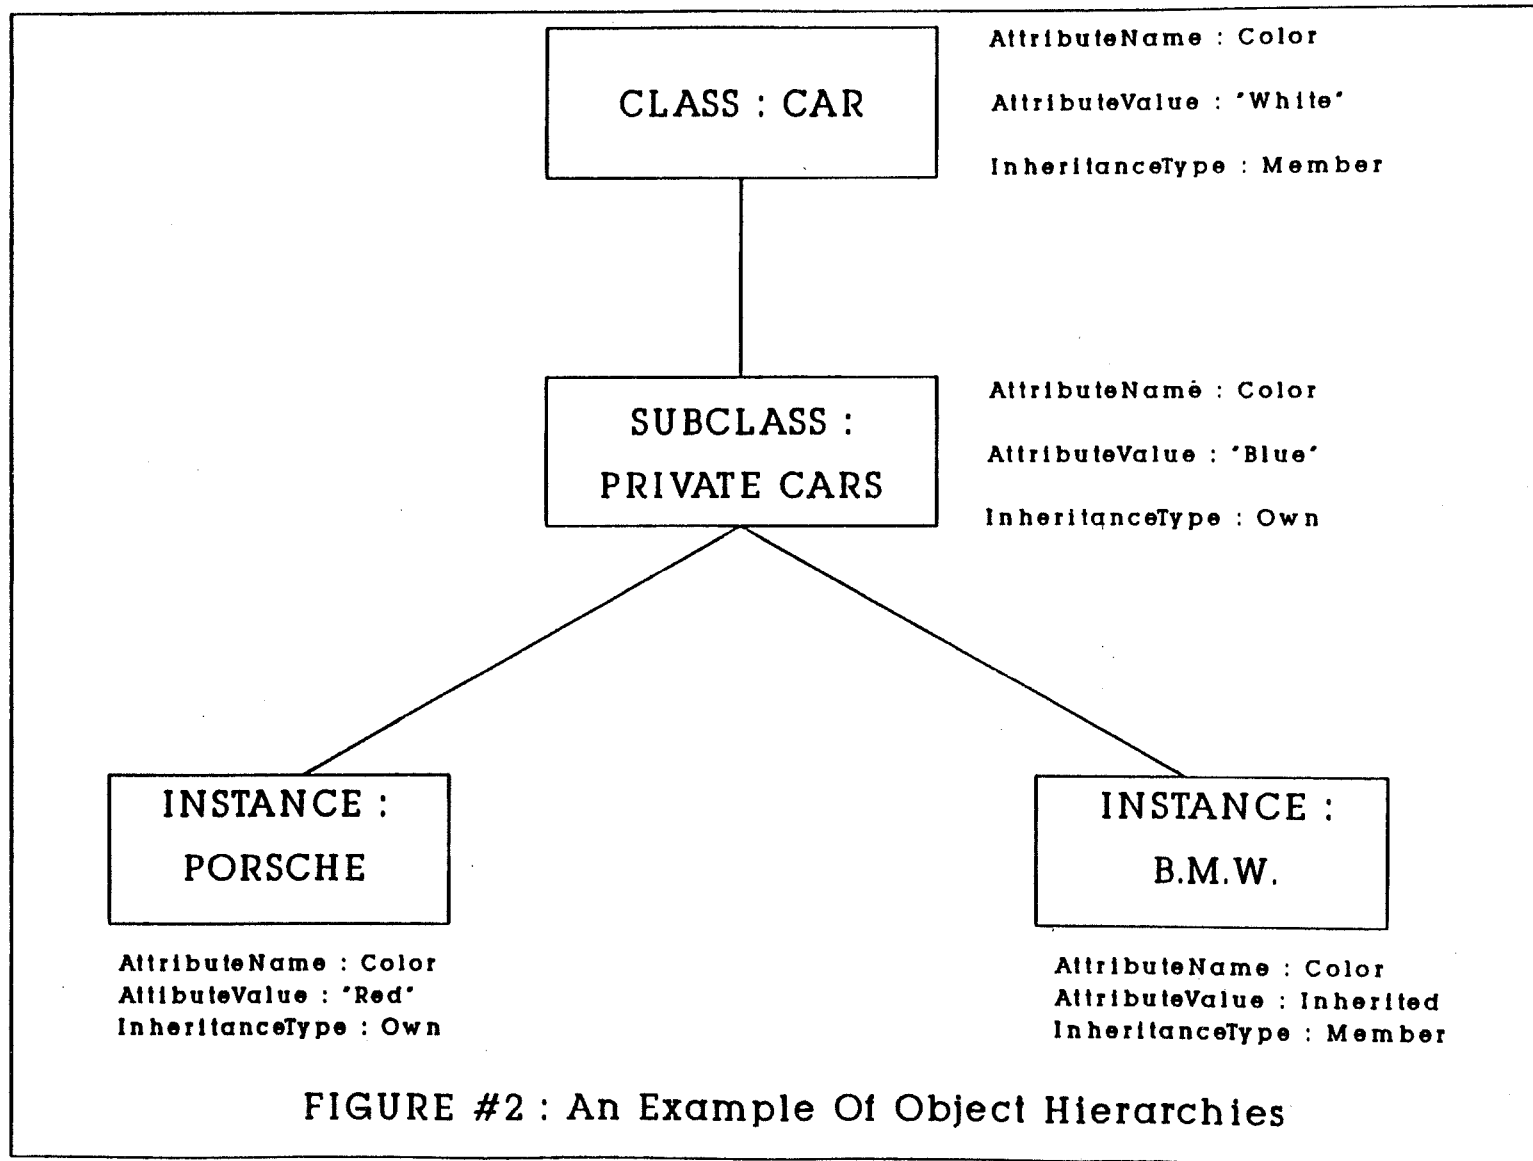 CLASS : CAR
AttributeName : Color
AttributeValue : "White"
InheritanceType : Member
SUBCLASS :
PRIVATE CARS
AttributeName : Color
AttributeValue : "Blue"
InheritanceType : Own
INSTANCE :
PORSCHE
AttributeName : Color
AttibuteValue : "Red"
InheritanceType : Own
INSTANCE :
B.M.W.
AttributeName : Color
AttributeValue : Inherited
InheritanceType : Member
FIGURE #2 : An Example Of Object Hierarchies